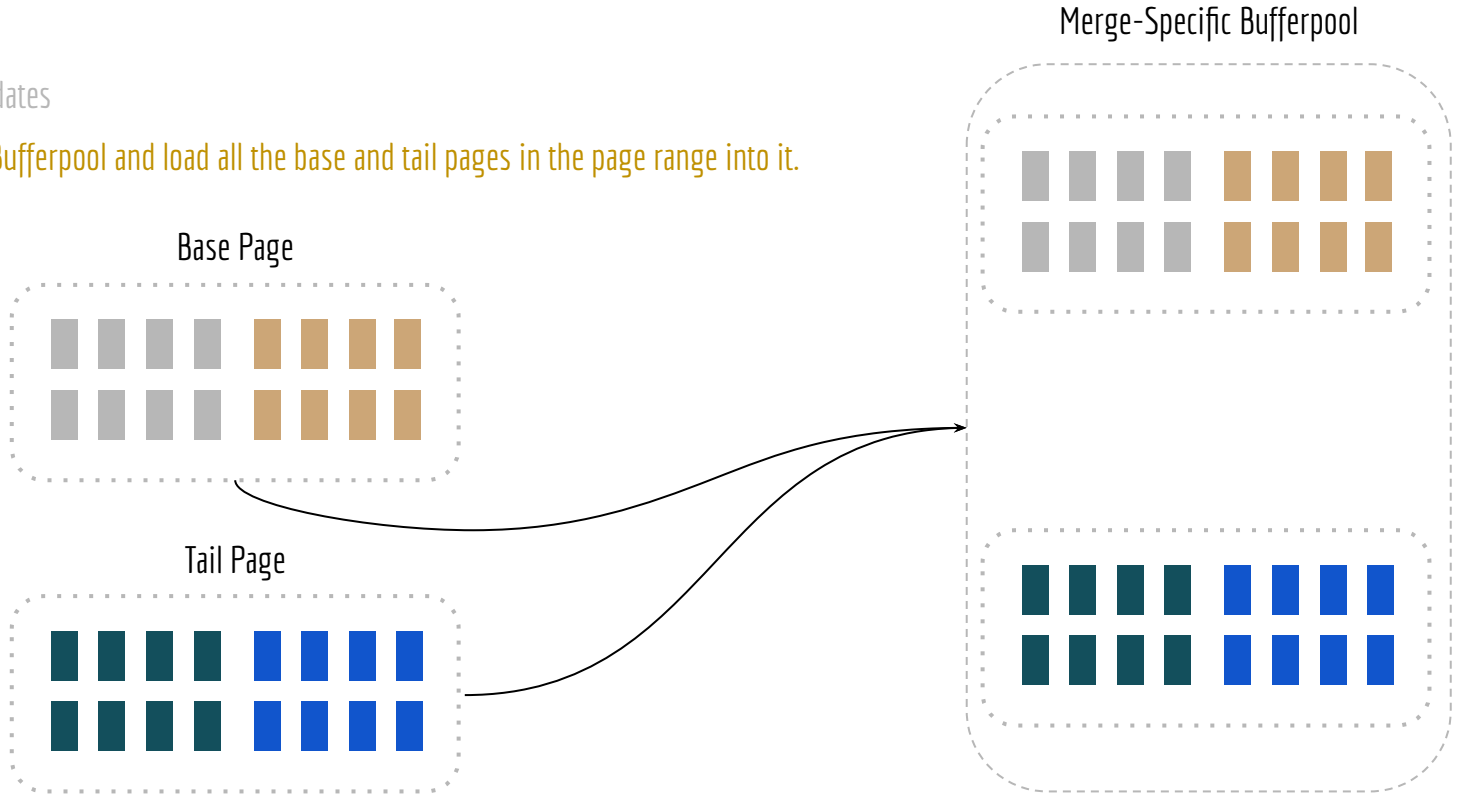 Merge-Specific Bufferpool
Bufferpool and load all the base and tail pages in the page range into it.
Base Page
Tail Page